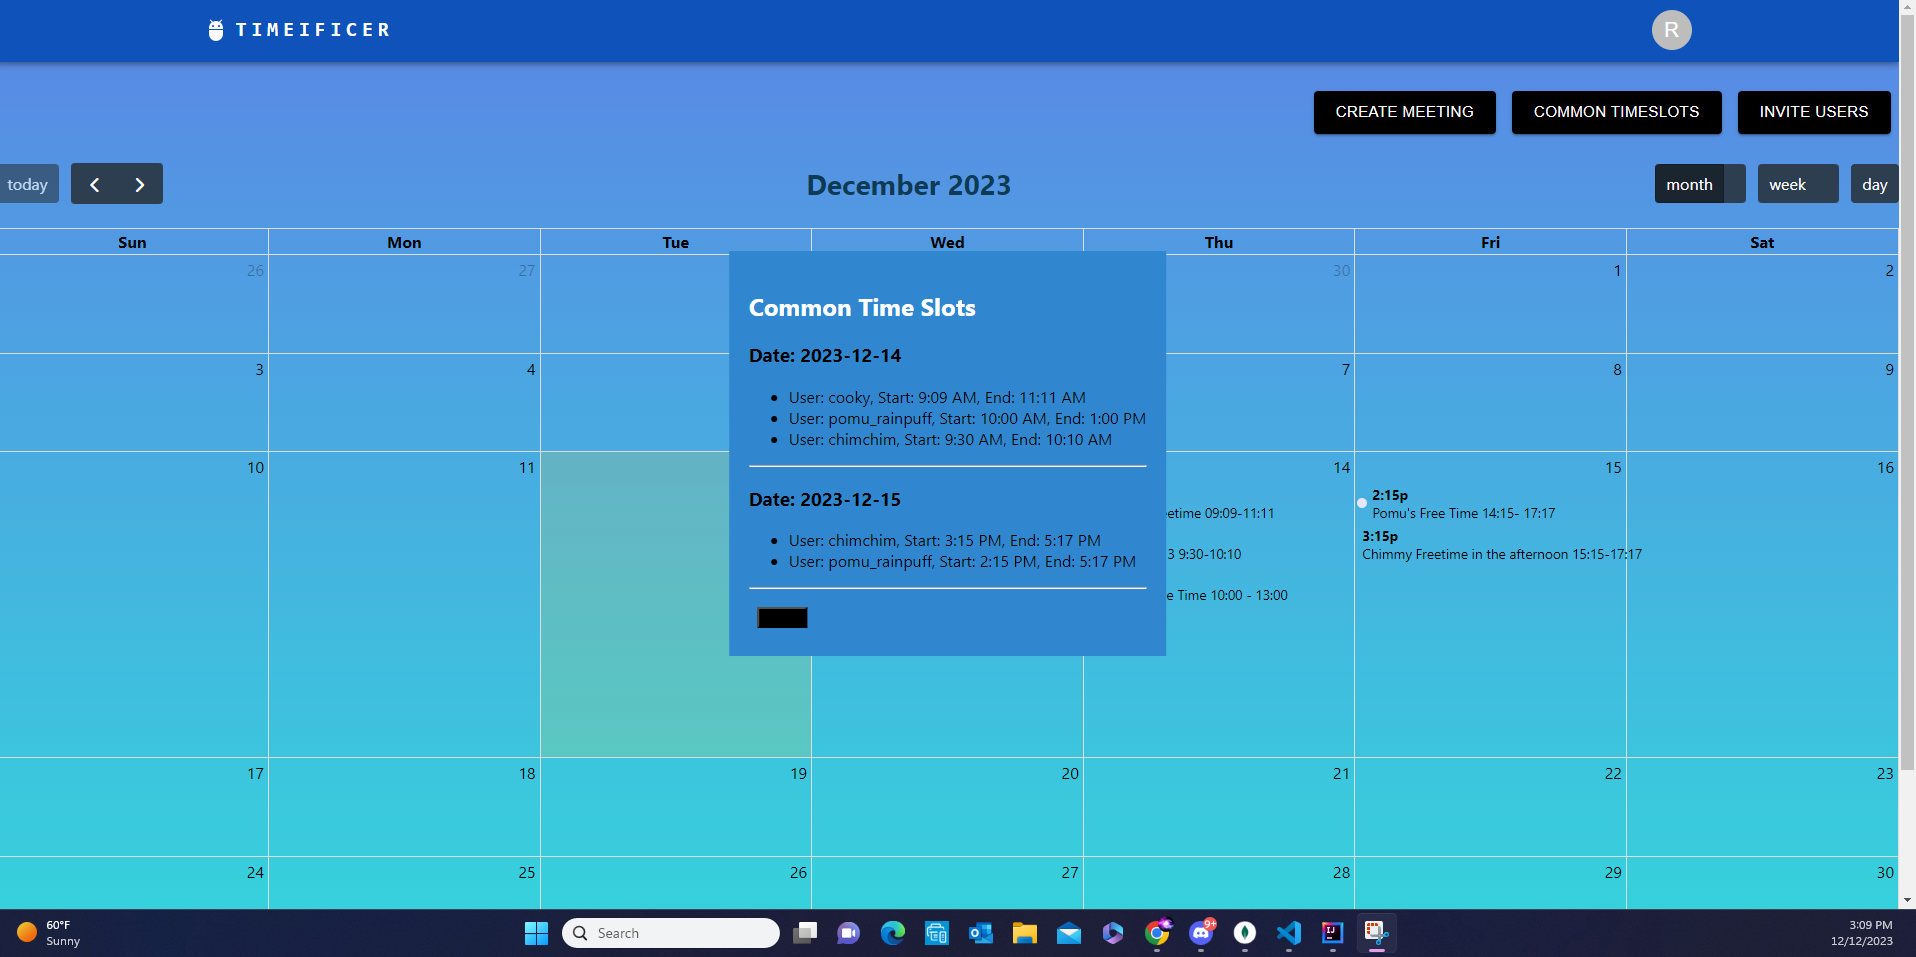 TIMEIFICER
R
CREATE MEETING
COMMON TIMESLOTS
INVITE USERS
today
December 2023
month
week
day
Sun Mon Tue Wed Thu Fri Sat
26 27 30 1 2
Common Time Slots
Date: 2023-12-14
User: cooky, Start: 9:09 AM, End: 11:11 AM
User: pomu_rainpuff, Start: 10:00 AM, End: 1:00 PM
User: chimchim, Start: 9:30 AM, End: 10:10 AM
Date: 2023-12-15
User: chimchim, Start: 3:15 PM, End: 5:17 PM
User: pomu_rainpuff, Start: 2:15 PM, End: 5:17 PM
3 4 7 8 9
10 11 14 15 16
etime 09:09-11:11
3 9:30-10:10
e Time 10:00 - 13:00
2:15p
Pomu's Free Time 14:15- 17:17
3:15p
Chimmy Freetime in the afternoon 15:15-17:17
17 18 19 20 21 22 23
24 25 26 27 28 29 30
60°F
Sunny
Search
9+
IJ
3:09 PM
12/12/2023